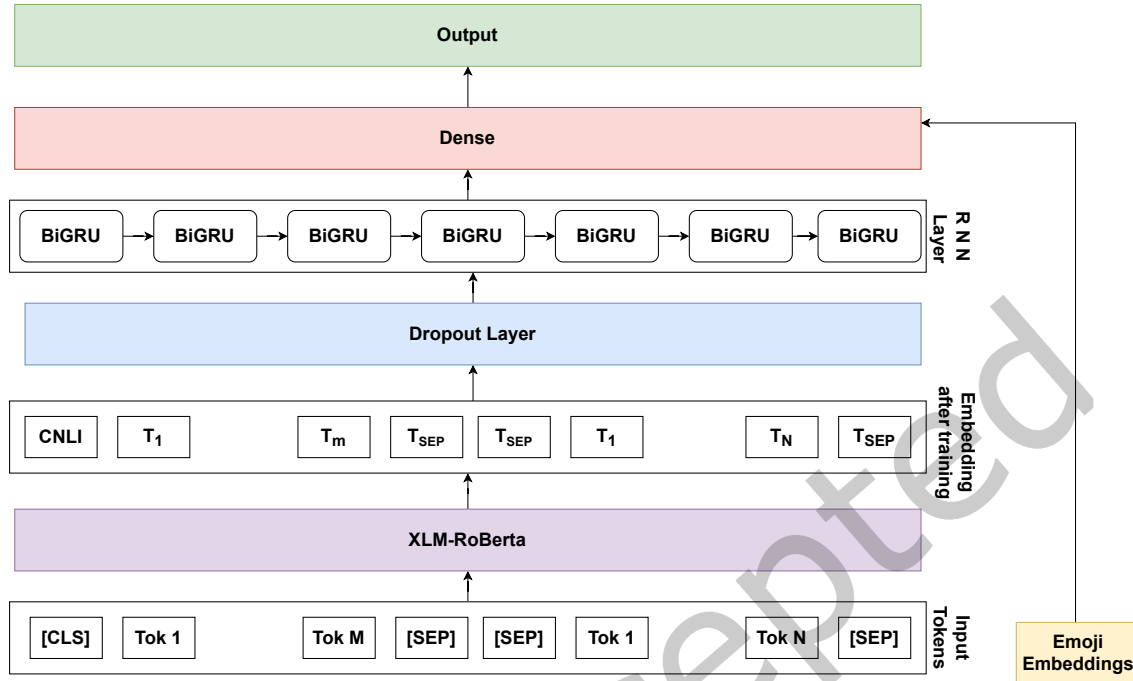 Output
Dense
BiGRU BiGRU BiGRU BiGRU BiGRU BiGRU BiGRU
R N N
Layer
Dropout Layer
CNLI T1 Tm TSEP TSEP T1 TN TSEP
Embedding
after training
XLM-RoBerta
[CLS] Tok 1 Tok M [SEP] [SEP] Tok 1 Tok N [SEP]
Input
Tokens
Emoji
Embeddings